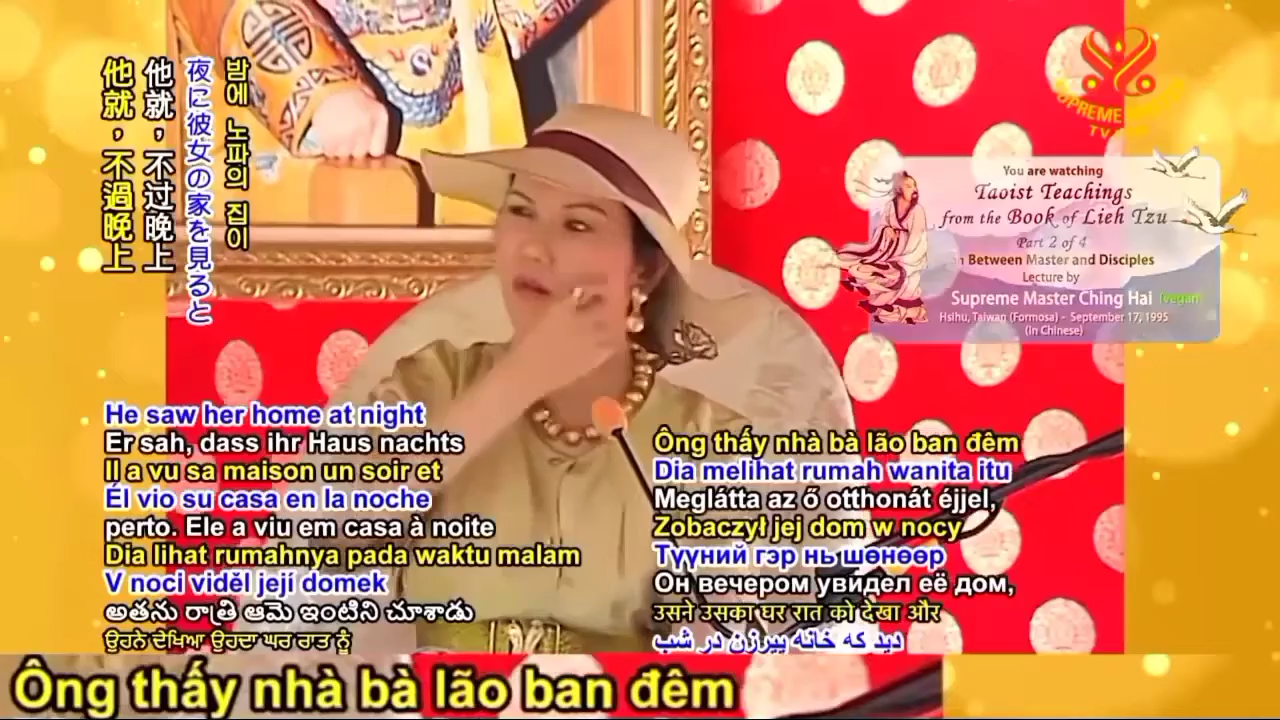 밤에 노파의 집이
夜に彼女の家を見ると
他就，不过晚上
他就，不過晚上
SUPREME
TV
You are watching
Taoist Teachings
from the Book of Lieh Tzu
Part 2 of 4
Between Master and Disciples
Lecture by
Supreme Master Ching Hai (vegan)
Hsihu, Taiwan (Formosa) - September 17, 1995
(In Chinese)
He saw her home at night
Er sah, dass ihr Haus nachts
Il a vu sa maison un soir et
Él vio su casa en la noche
perto. Ele a viu em casa à noite
Dia lihat rumahnya pada waktu malam
V noci viděl její domek
అతను రాత్రి ఆమె ఇంటిని చూశాడు
ਉਹਨੇ ਦੇਖਿਆ ਉਹਦਾ ਘਰ ਰਾਤ ਨੂੰ
Ông thấy nhà bà lão ban đêm
Dia melihat rumah wanita itu
Meglátta az ő otthonát éjjel,
Zobaczył jej dom w nocy
Түүний гэр нь шөнөөр
Он вечером увидел её дом,
उसने उसका घर रात को देखा और
دید که خانه پیرزن در شب
Ông thấy nhà bà lão ban đêm